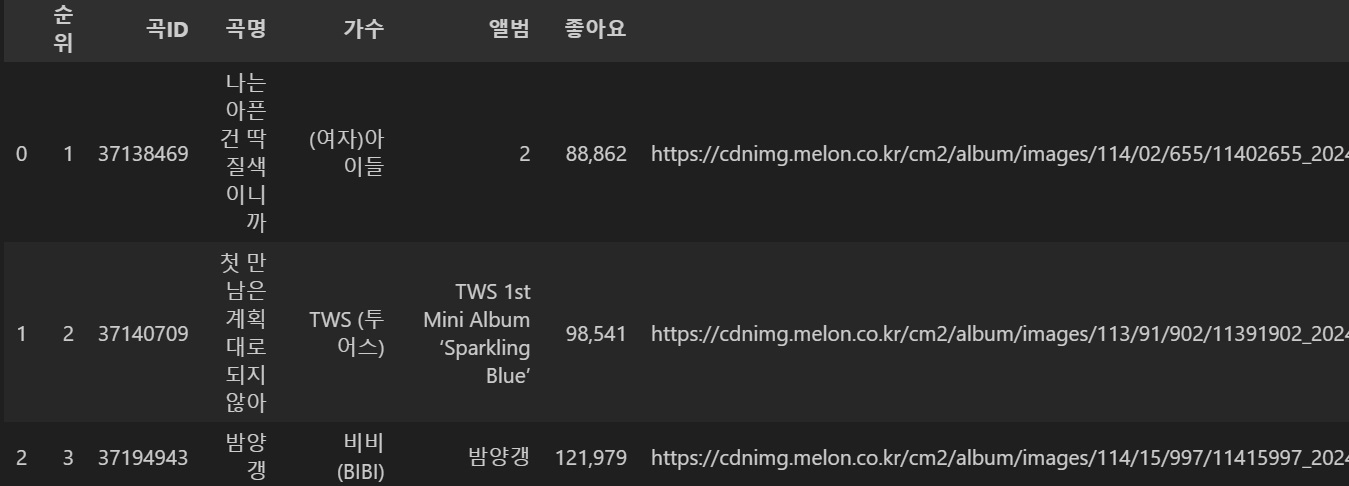 순위 곡ID 곡명 가수 앨범 좋아요
0 1 37138469 나는 아픈 건 딱 질색 이니 까 (여자)아이들 2 88,862 https://cdnimg.melon.co.kr/cm2/album/images/114/02/655/11402655_2024
1 2 37140709 첫 만남은 계획 대로 되지 않아 TWS (투어스) TWS 1st Mini Album ‘Sparkling Blue’ 98,541 https://cdnimg.melon.co.kr/cm2/album/images/113/91/902/11391902_2024
2 3 37194943 밤양갱 비비 (BIBI) 밤양갱 121,979 https://cdnimg.melon.co.kr/cm2/album/images/114/15/997/11415997_2024